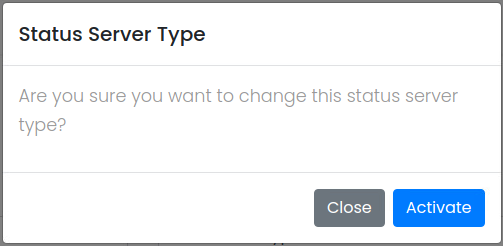 Status Server Type
Are you sure you want to change this status server
type?
Close
Activate